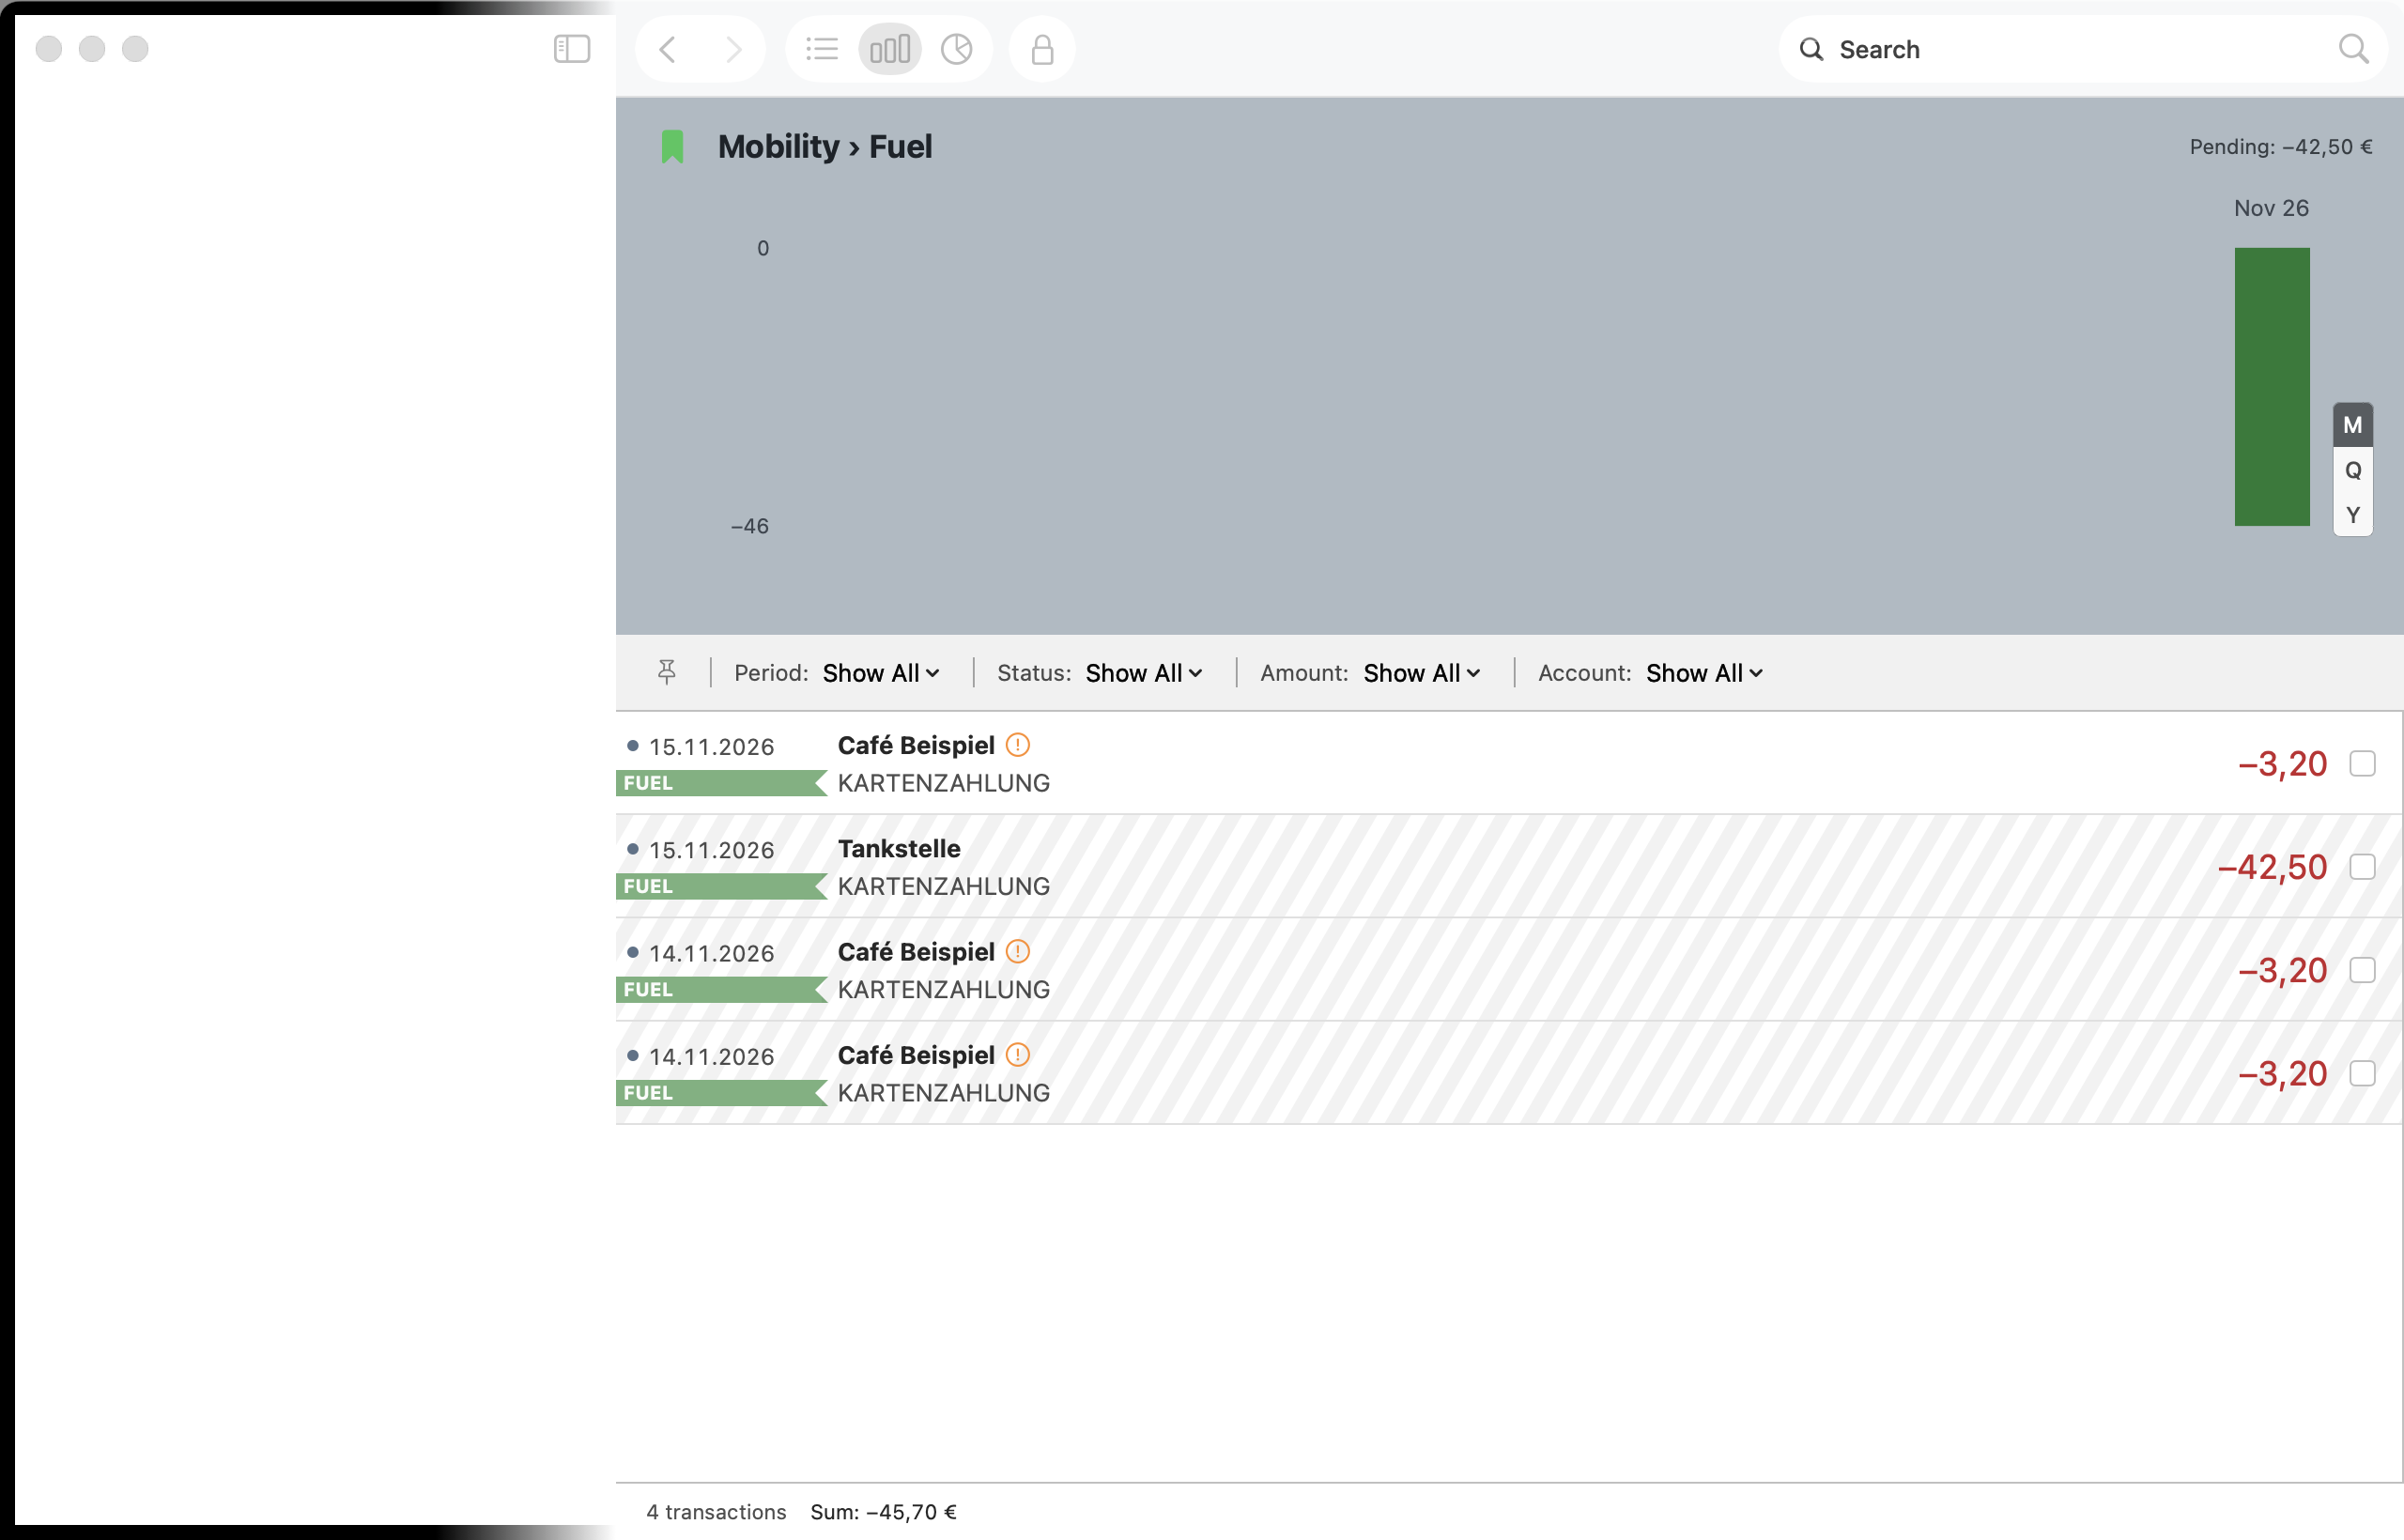 Search
Mobility › Fuel
Pending: −42,50 €
Nov 26
0
−46
M
Q
Y
Period: Show All
Status: Show All
Amount: Show All
Account: Show All
15.11.2026
Café Beispiel
FUEL
KARTENZAHLUNG
−3,20
15.11.2026
Tankstelle
FUEL
KARTENZAHLUNG
−42,50
14.11.2026
Café Beispiel
FUEL
KARTENZAHLUNG
−3,20
14.11.2026
Café Beispiel
FUEL
KARTENZAHLUNG
−3,20
4 transactions
Sum: −45,70 €